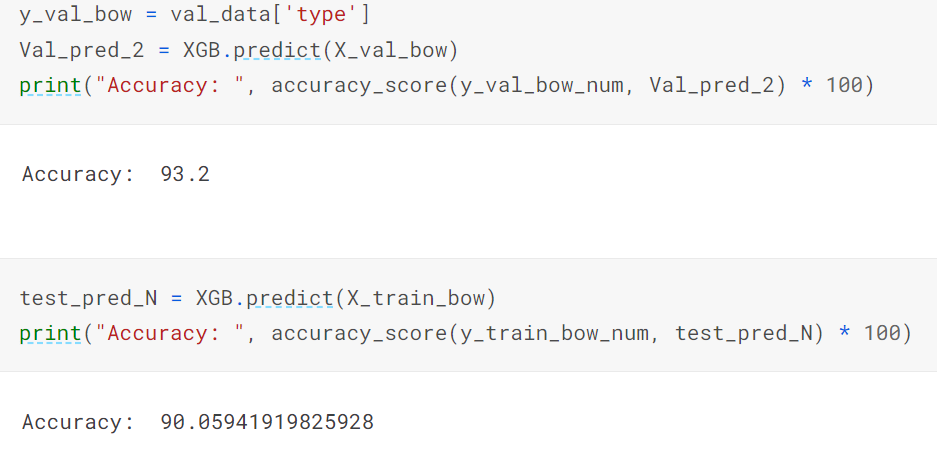 y_val_bow = val_data['type']
Val_pred_2 = XGB.predict(X_val_bow)
print("Accuracy: ", accuracy_score(y_val_bow_num, Val_pred_2) * 100)
Accuracy:  93.2
test_pred_N = XGB.predict(X_train_bow)
print("Accuracy: ", accuracy_score(y_train_bow_num, test_pred_N) * 100)
Accuracy:  90.05941919825928